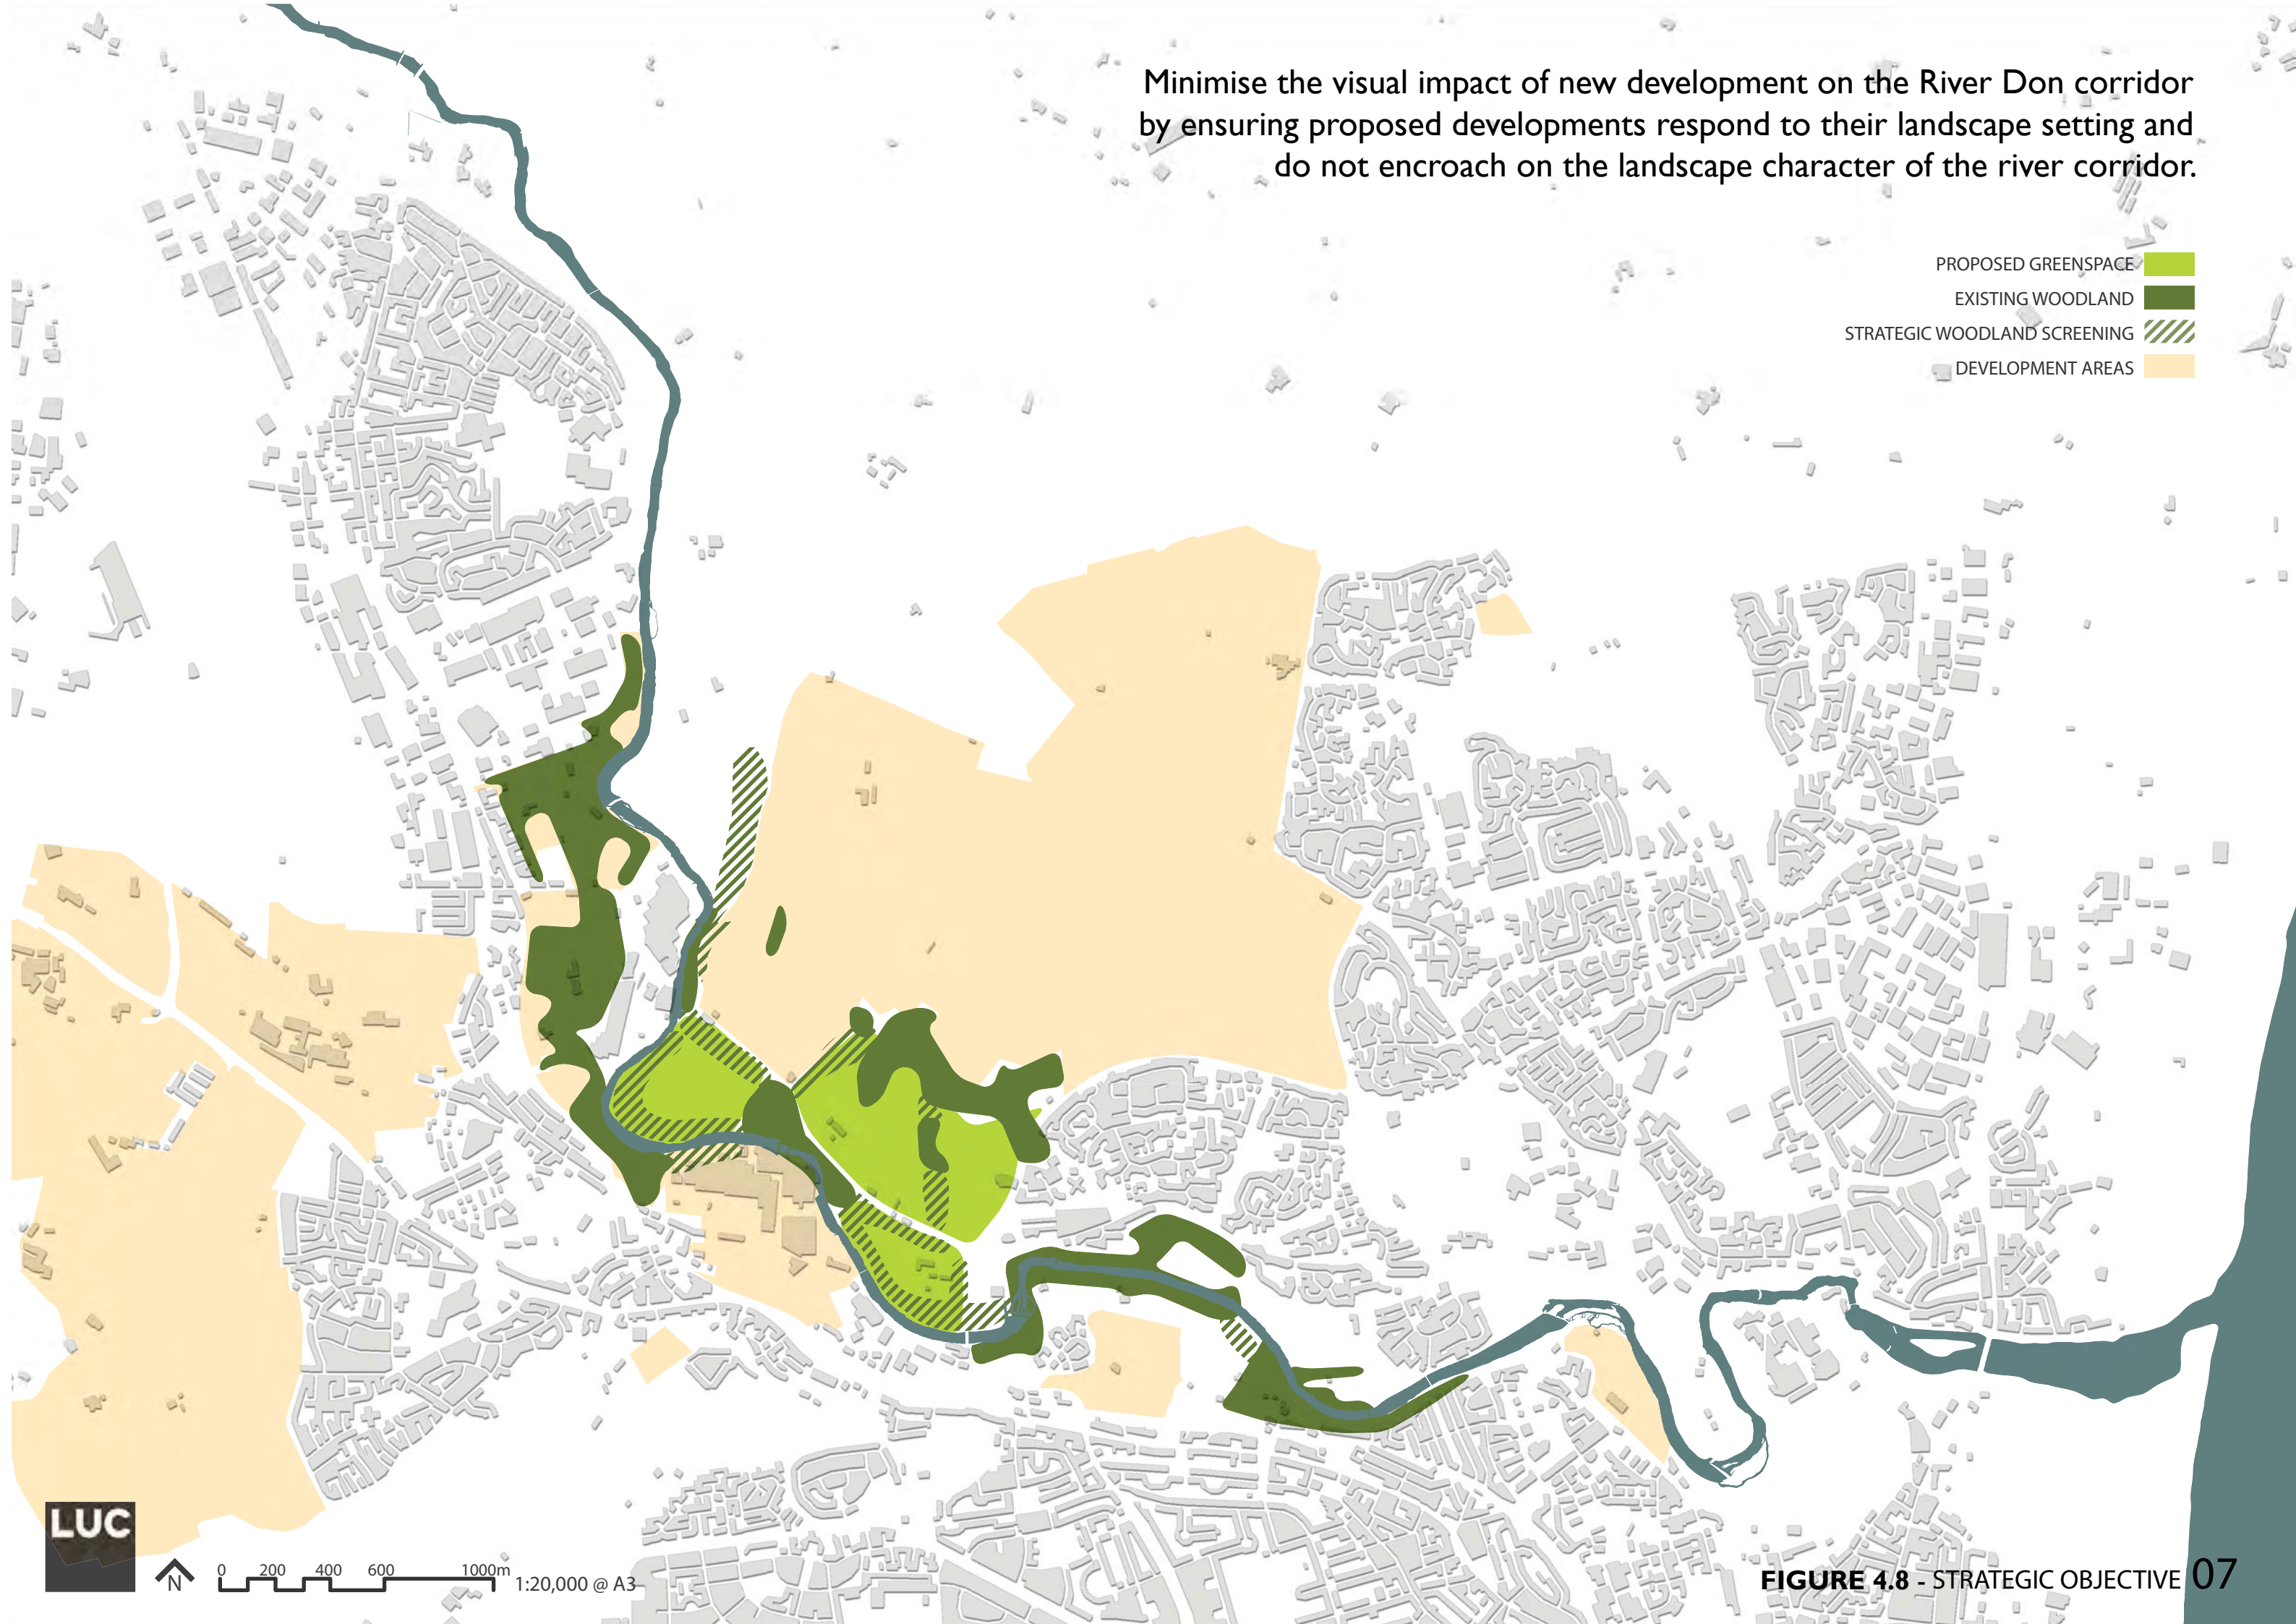 Minimise the visual impact of new development on the River Don corridor
by ensuring proposed developments respond to their landscape setting and
do not encroach on the landscape character of the river corridor.
PROPOSED GREENSPACE
EXISTING WOODLAND
STRATEGIC WOODLAND SCREENING
DEVELOPMENT AREAS
LUC
N
0 200 400 600 1000m
1:20,000 @ A3
FIGURE 4.8 - STRATEGIC OBJECTIVE 07